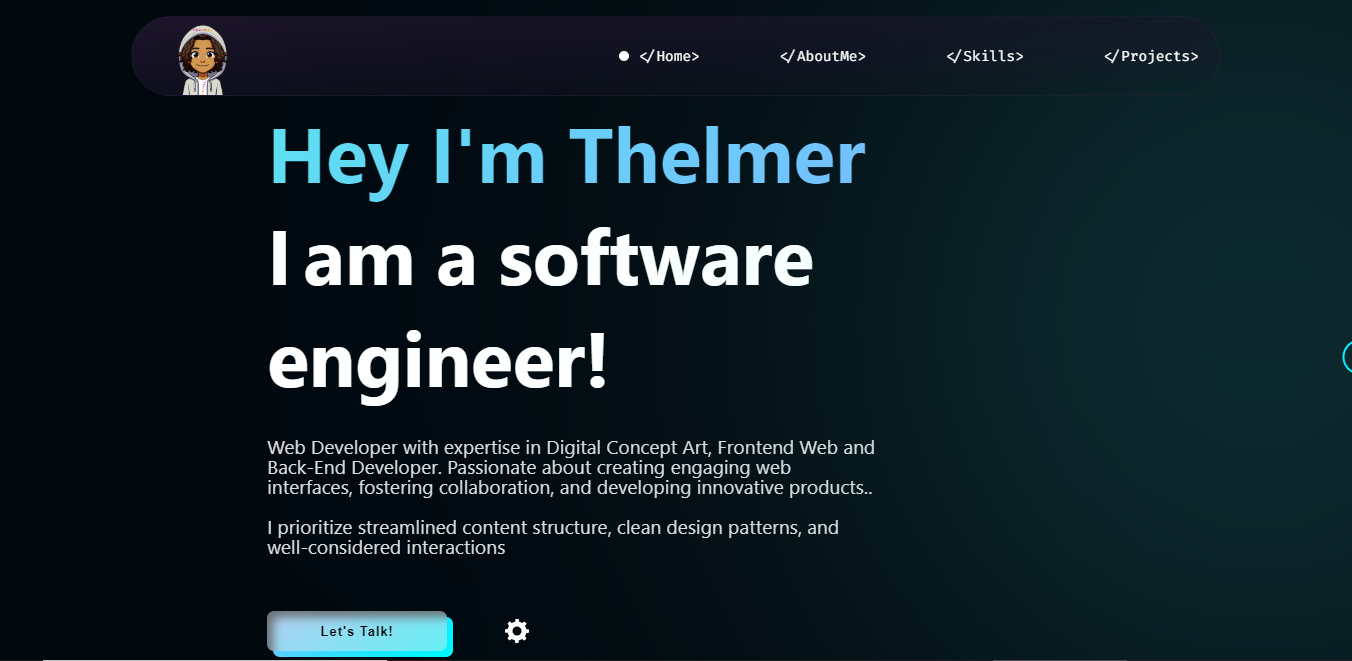 </Home>
</AboutMe>
</Skills>
</Projects>
Hey I'm Thelmer
I am a software
engineer!
Web Developer with expertise in Digital Concept Art, Frontend Web and
Back-End Developer. Passionate about creating engaging web
interfaces, fostering collaboration, and developing innovative products..
I prioritize streamlined content structure, clean design patterns, and
well-considered interactions
Let's Talk!